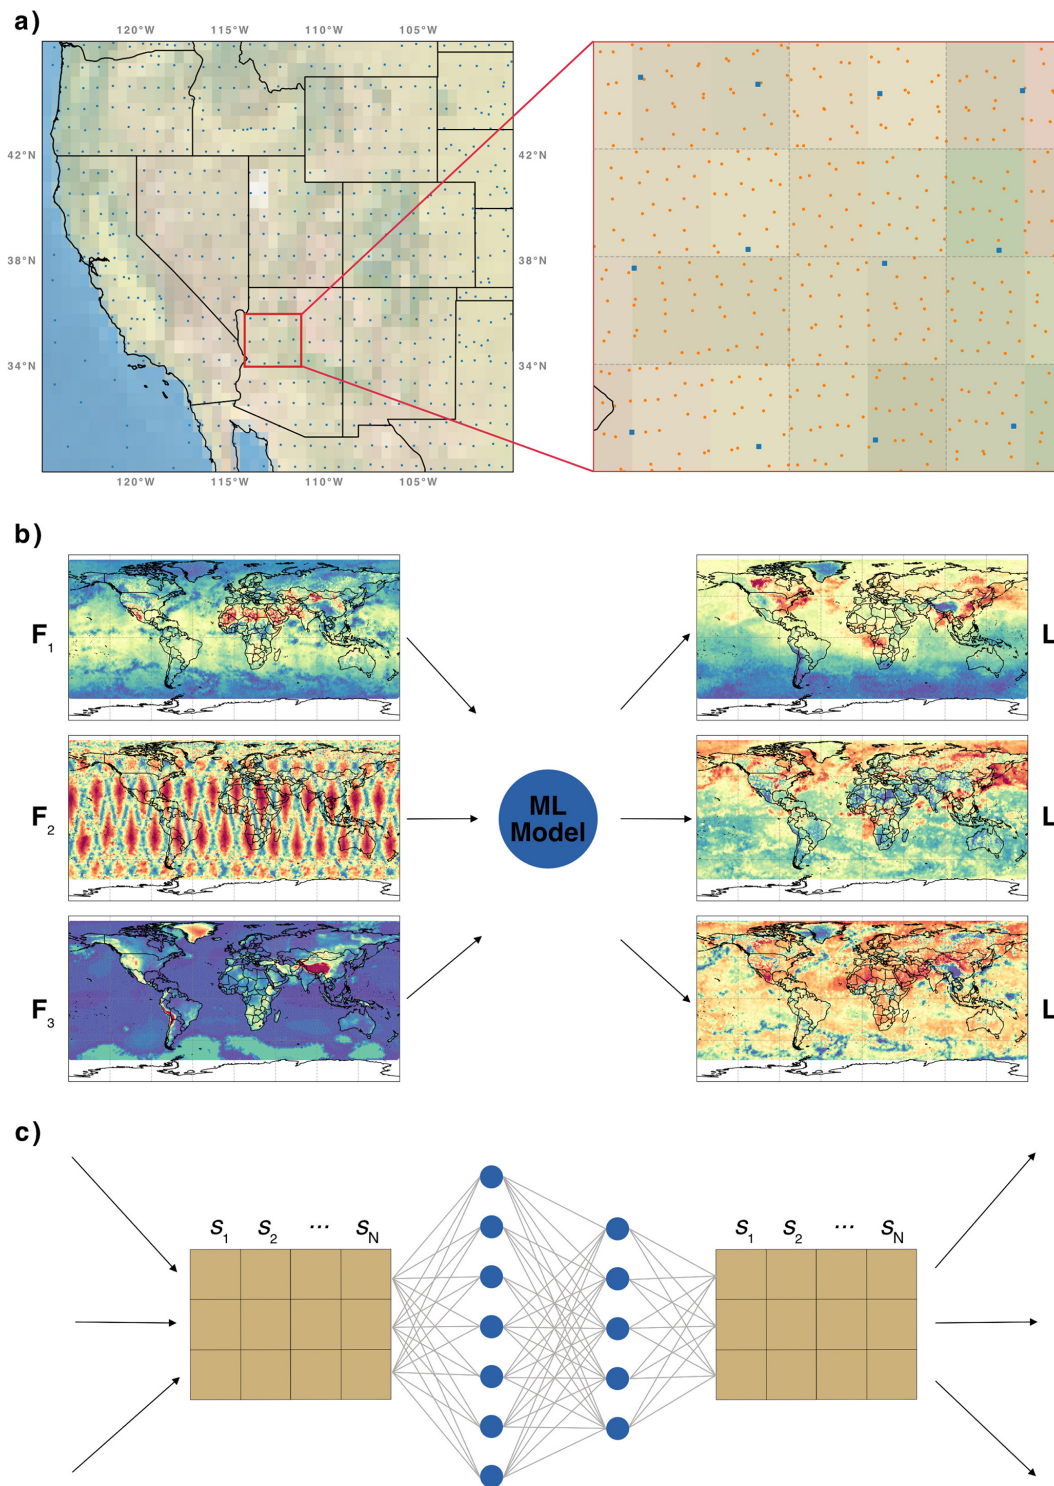 a)
120°W 115°W 110°W 105°W
42°N 42°N
38°N 38°N
34°N 34°N
120°W 115°W 110°W 105°W
b)
F1 L
F2 L
F3 L
ML
Model
c)
S1 S2 ... SN S1 S2 ... SN